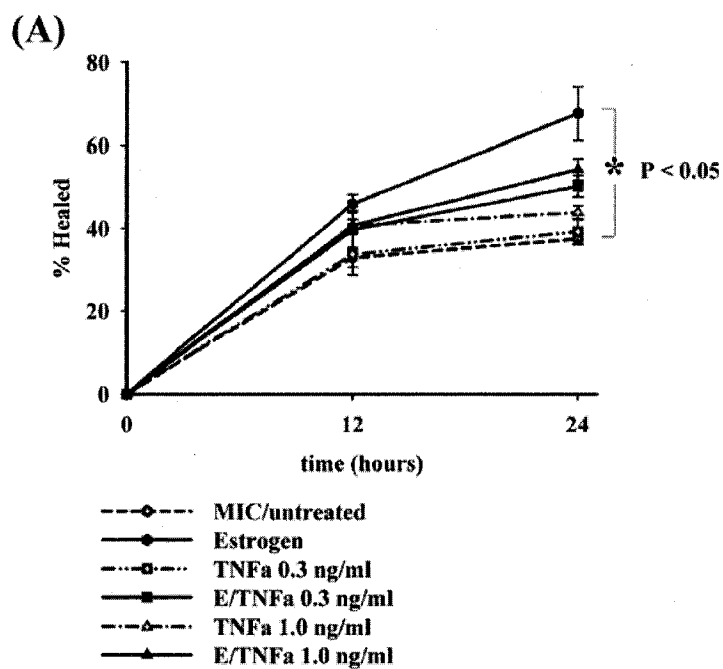 (A)
80
60
40
20
0
% Healed
* P < 0.05
0 12 24
time (hours)
MIC/untreated
Estrogen
TNFa 0.3 ng/ml
E/TNFa 0.3 ng/ml
TNFa 1.0 ng/ml
E/TNFa 1.0 ng/ml